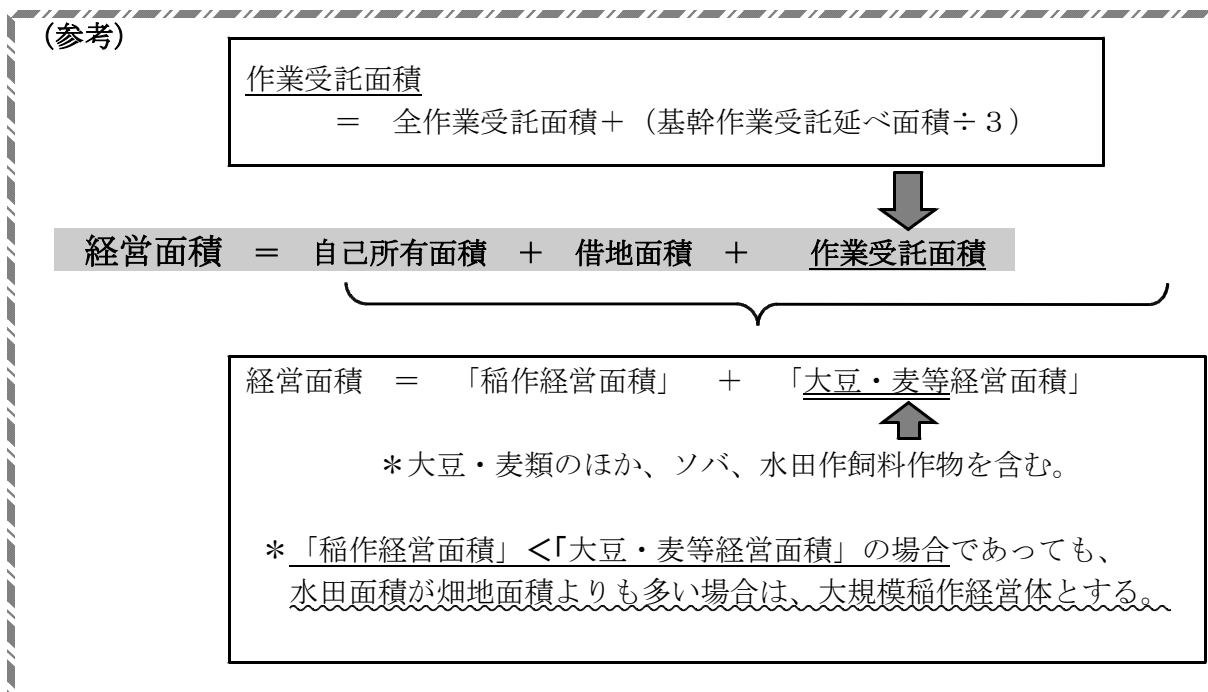 (参考)
作業受託面積
＝　全作業受託面積＋（基幹作業受託延べ面積÷３）
経営面積　＝　自己所有面積　＋　借地面積　＋　作業受託面積
経営面積　＝　「稲作経営面積」　＋　「大豆・麦等経営面積」
＊大豆・麦類のほか、ソバ、水田作飼料作物を含む。
＊「稲作経営面積」＜「大豆・麦等経営面積」の場合であっても、
水田面積が畑地面積よりも多い場合は、大規模稲作経営体とする。